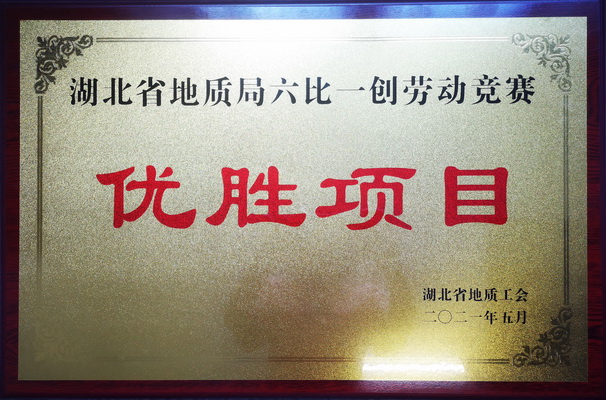 湖北省地质局六比一创劳动竞赛
优胜项目
湖北省地质工会
二〇二一年五月